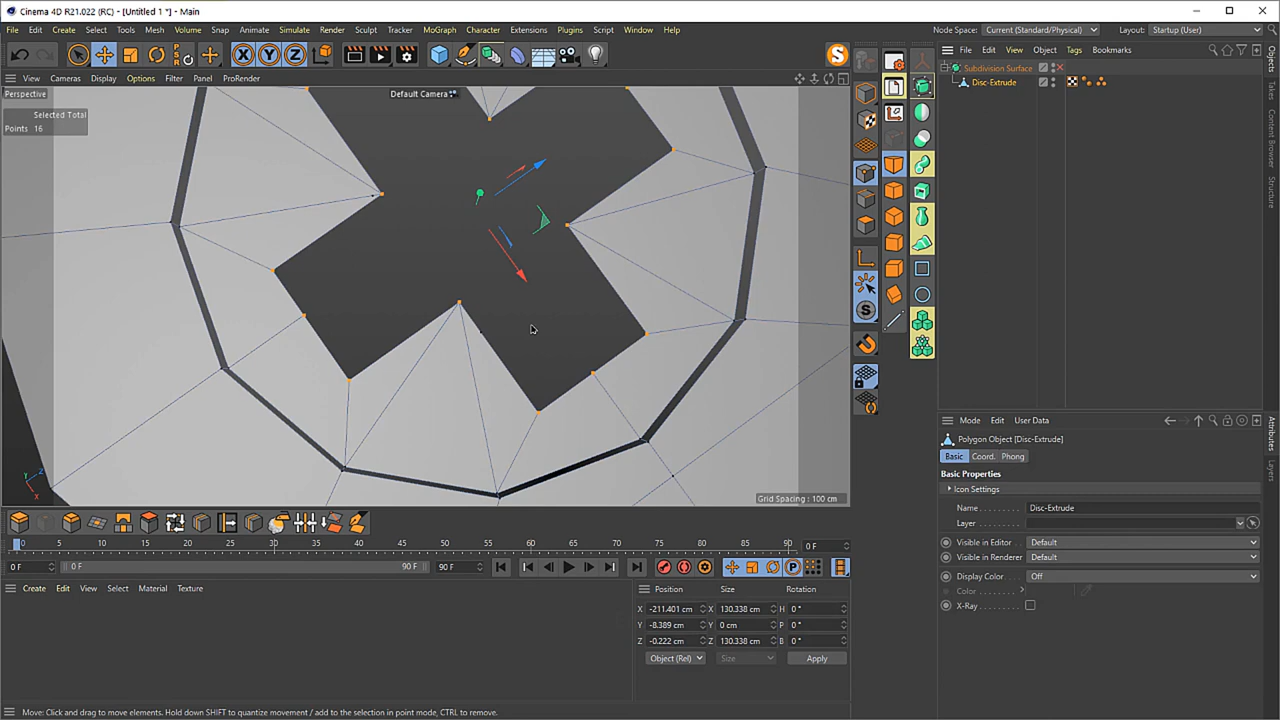 Cinema 4D R21.022 (RC) - [Untitled 1 *] - Main
File Edit Create Select Tools Mesh Volume Snap Animate Simulate Render Tracker MoGraph Character Extensions Plugins Script Window Help
Node Space: Current (Standard/Physical) Layout: Startup (User)
X Y Z PSR
View Cameras Display Options Filter Panel ProRender
File Edit View Object Tags Bookmarks
Perspective
Default Camera
Subdivision Surface
Disc-Extrude
Selected Total
Points 16
Objects
Takes
Content Browser
Structure
Mode Edit User Data
Polygon Object [Disc-Extrude]
Basic Coord. Phong
Basic Properties
Icon Settings
Name Disc-Extrude
Layer
Visible in Editor Default
Visible in Renderer Default
Display Color Off
Color
X-Ray
Attributes
Layers
Y Z X
Grid Spacing : 100 cm
0 5 10 15 20 25 30 35 40 45 50 55 60 65 70 75 80 85 90 0 F
0 F 0 F 90 F 90 F
Create Edit View Select Material Texture
Position Size Rotation
X -211.401 cm X 130.338 cm H 0 °
Y -8.389 cm Y 0 cm P 0 °
Z -0.222 cm Z 130.338 cm B 0 °
Object (Rel) Size Apply
Move: Click and drag to move elements. Hold down SHIFT to quantize movement / add to the selection in point mode, CTRL to remove.